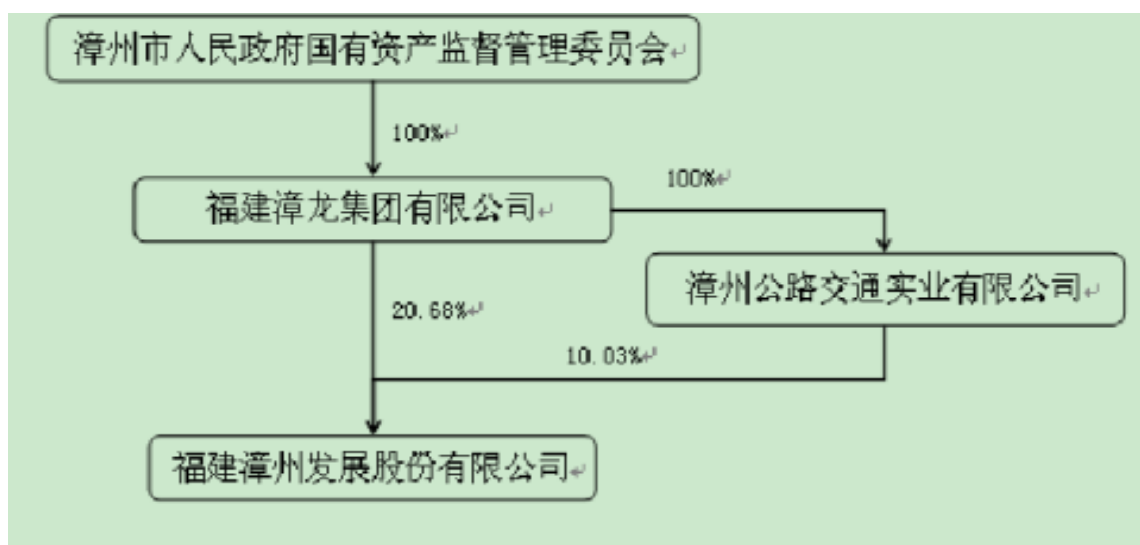 漳州市人民政府国有资产监督管理委员会
100%
100%
福建漳龙集团有限公司
漳州公路交通实业有限公司
20.68%
10.03%
福建漳州发展股份有限公司